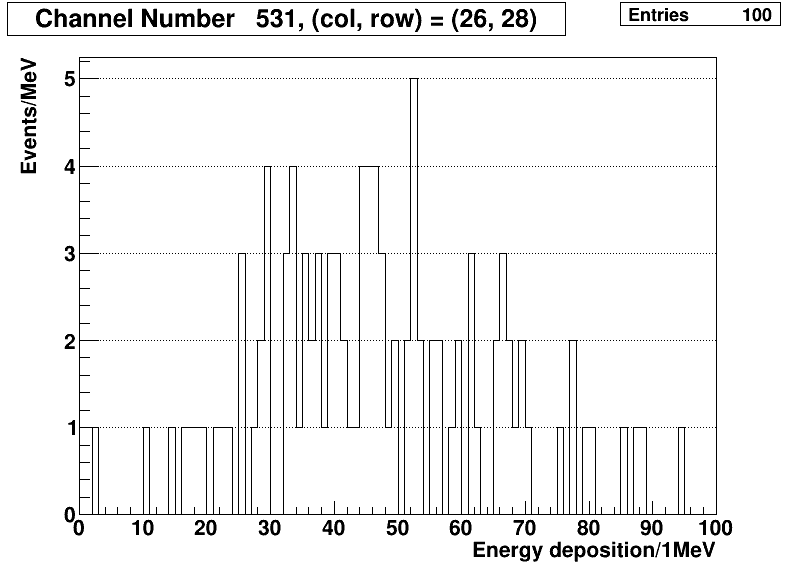 Channel Number 531, (col, row) = (26, 28)
Entries 100
Events/MeV
5
4
3
2
1
0
0 10 20 30 40 50 60 70 80 90 100
Energy deposition/1MeV